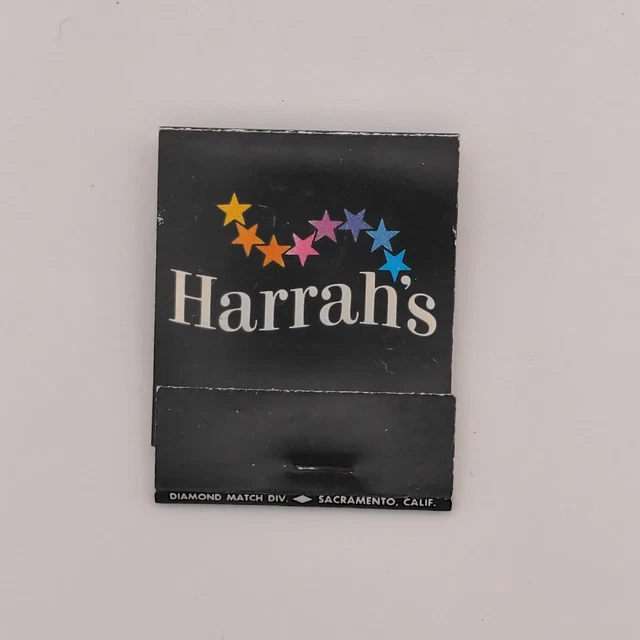 Harrah's
DIAMOND MATCH DIV. ◆ SACRAMENTO, CALIF.